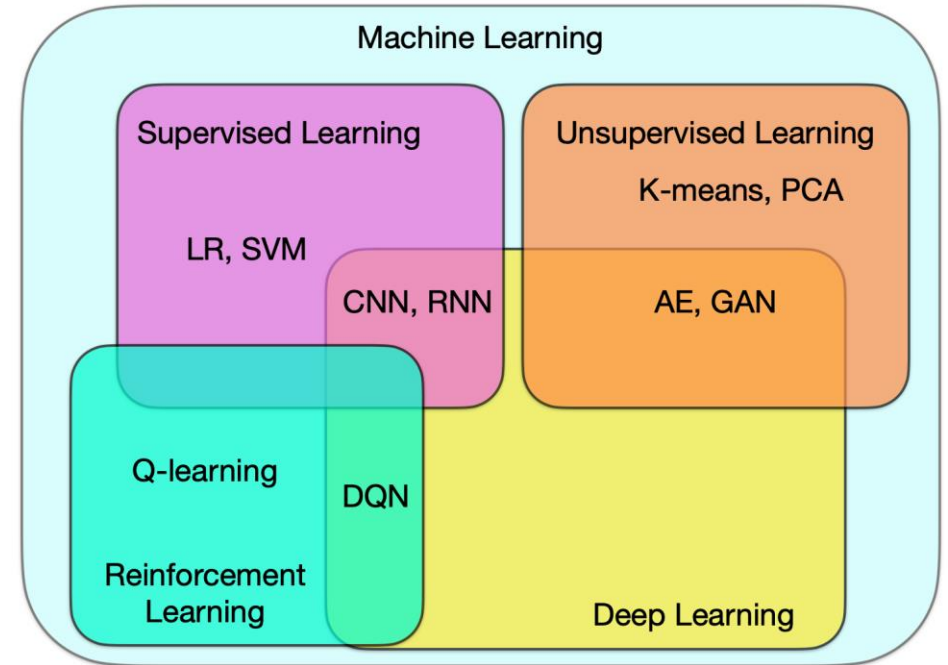 Machine Learning
Supervised Learning
Unsupervised Learning
K-means, PCA
LR, SVM
CNN, RNN
AE, GAN
Q-learning
DQN
Reinforcement
Learning
Deep Learning